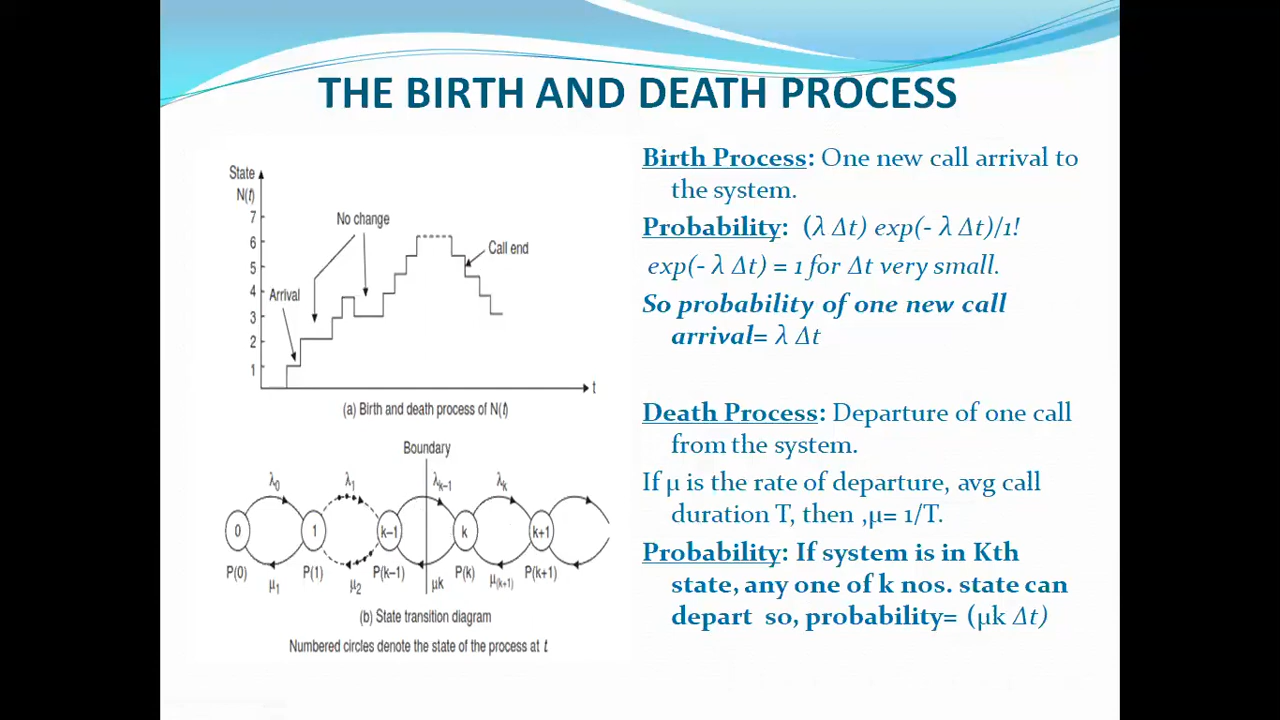 THE BIRTH AND DEATH PROCESS
State
N(t)
7
6
5
4
3
2
1
No change
Arrival
Call end
t
(a) Birth and death process of N(t)
Boundary
λ0 λ1 λk−1 λk
0 1 k−1 k k+1
P(0) P(1) P(k−1) P(k) P(k+1)
μ1 μ2 μk μ(k+1)
(b) State transition diagram
Numbered circles denote the state of the process at t
Birth Process: One new call arrival to
the system.
Probability: (λ Δt) exp(- λ Δt)/1!
exp(- λ Δt) = 1 for Δt very small.
So probability of one new call
arrival= λ Δt
Death Process: Departure of one call
from the system.
If μ is the rate of departure, avg call
duration T, then ,μ= 1/T.
Probability: If system is in Kth
state, any one of k nos. state can
depart so, probability= (μk Δt)